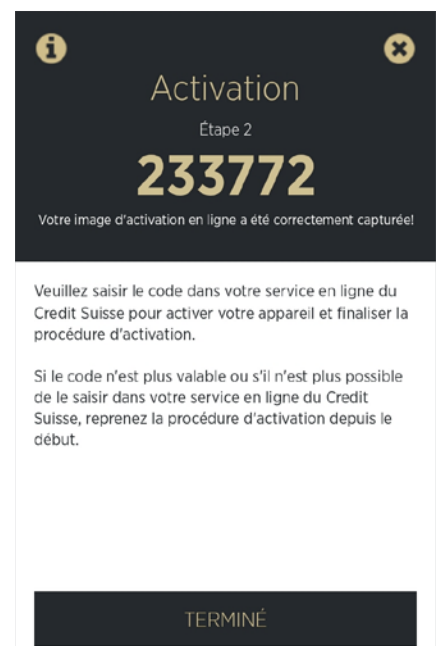 Activation
Étape 2
233772
Votre image d'activation en ligne a été correctement capturée!
Veuillez saisir le code dans votre service en ligne du
Credit Suisse pour activer votre appareil et finaliser la
procédure d'activation.
Si le code n'est plus valable ou s'il n'est plus possible
de le saisir dans votre service en ligne du Credit
Suisse, reprenez la procédure d'activation depuis le
début.
TERMINÉ